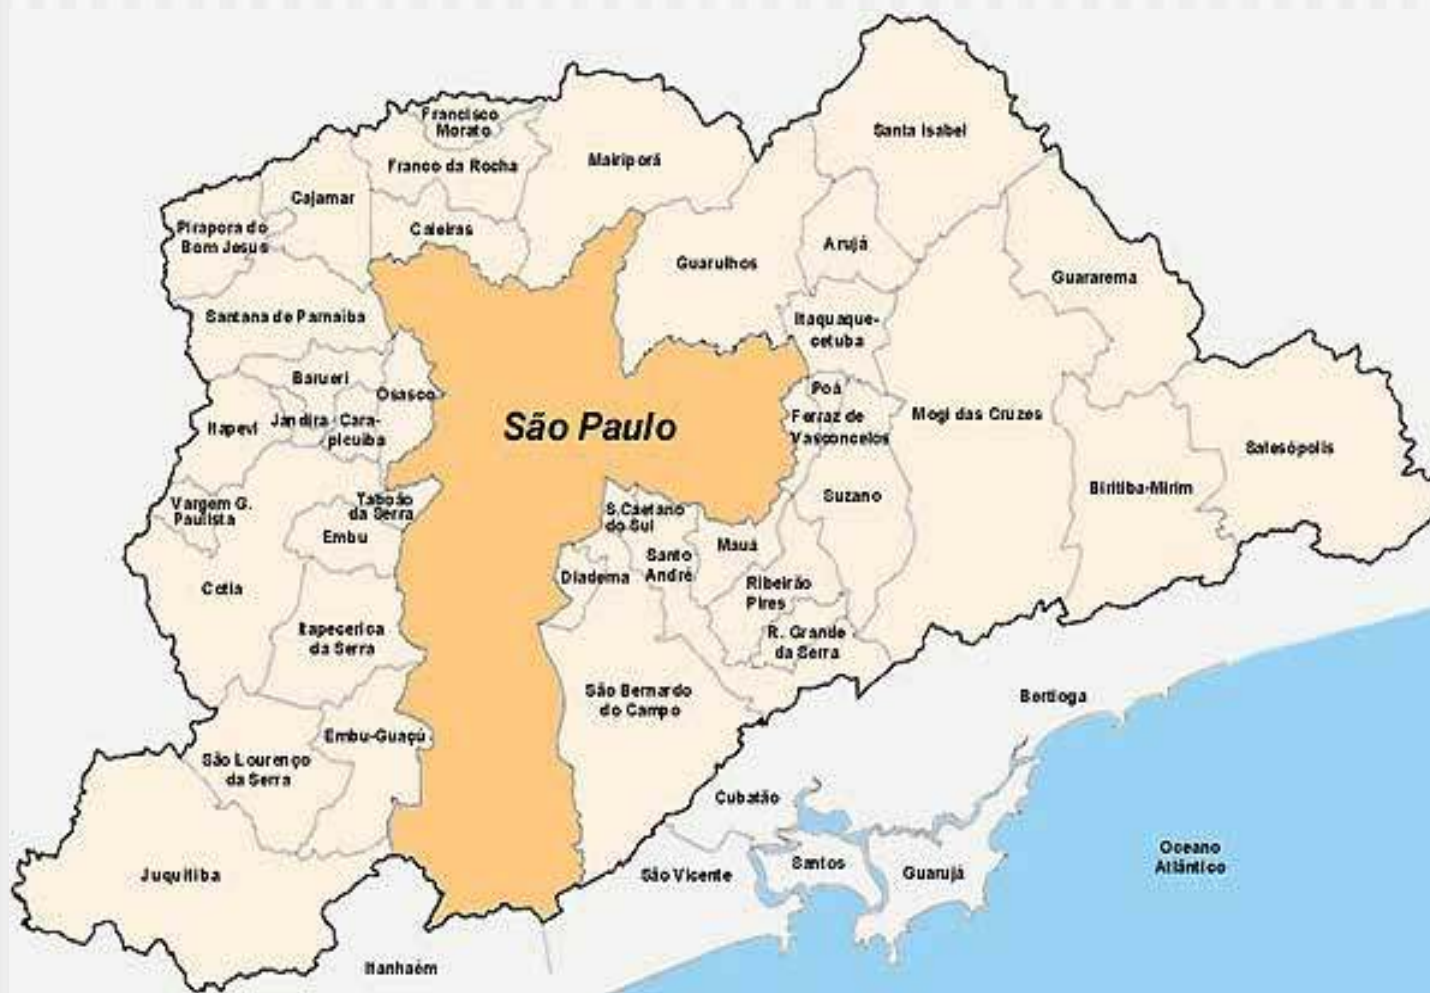 Santa Isabel
Francisco
Morato
Franco da Rocha
Mairiporã
Cajamar
Pirapora do
Bom Jesus
Caieiras
Guarulhos
Arujá
Guararema
Santana de Parnaíba
Itaquaque-
cetuba
Barueri
Osasco
Poá
Itapevi
Jandira
Cara-
picuíba
São Paulo
Ferraz de
Vasconcelos
Mogi das Cruzes
Salesópolis
Biritiba-Mirim
Vargem G.
Paulista
Taboão
da Serra
Embu
S.Caetano
do Sul
Suzano
Mauá
Santo
André
Diadema
Ribeirão
Pires
Cotia
Itapecerica
da Serra
R. Grande
da Serra
São Bernardo
do Campo
Bertioga
Embu-Guaçú
São Lourenço
da Serra
Cubatão
Juquitiba
São Vicente
Santos
Guarujá
Oceano
Atlântico
Itanhaém